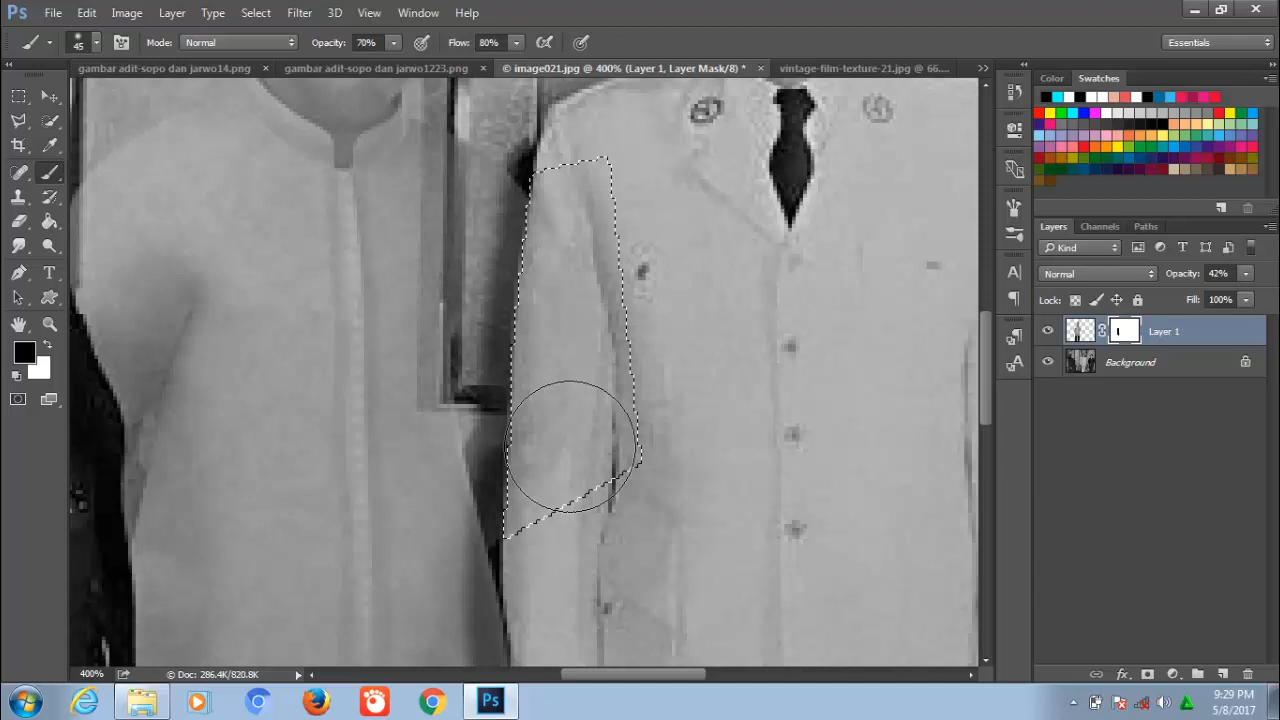 Ps File Edit Image Layer Type Select Filter 3D View Window Help
45 Mode: Normal Opacity: 70% Flow: 80% Essentials
gambar adit-sopo dan jarwo14.png × gambar adit-sopo dan jarwo1223.png × © image021.jpg @ 400% (Layer 1, Layer Mask/8) * × vintage-film-texture-21.jpg @ 66....
Color Swatches
Layers Channels Paths
Kind
Normal Opacity: 42%
Lock: Fill: 100%
Layer 1
Background
400% © Doc: 286.4K/820.8K
Ps
9:29 PM
5/8/2017